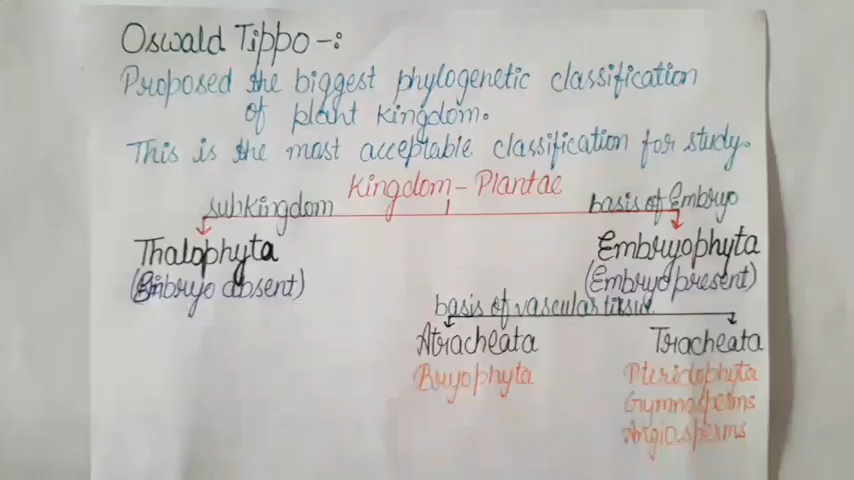 Oswald Tippo -:
Proposed the biggest phylogenetic classification
of plant kingdom.
This is the most acceptable classification for study.
Kingdom - Plantae
subkingdom basis of Embryo
Thalophyta Embryophyta
(Embryo absent) (Embryo present)
basis of vascular tissue
Atracheata Tracheata
Bryophyta Pteridophyta
Gymnosperms
Angiosperms